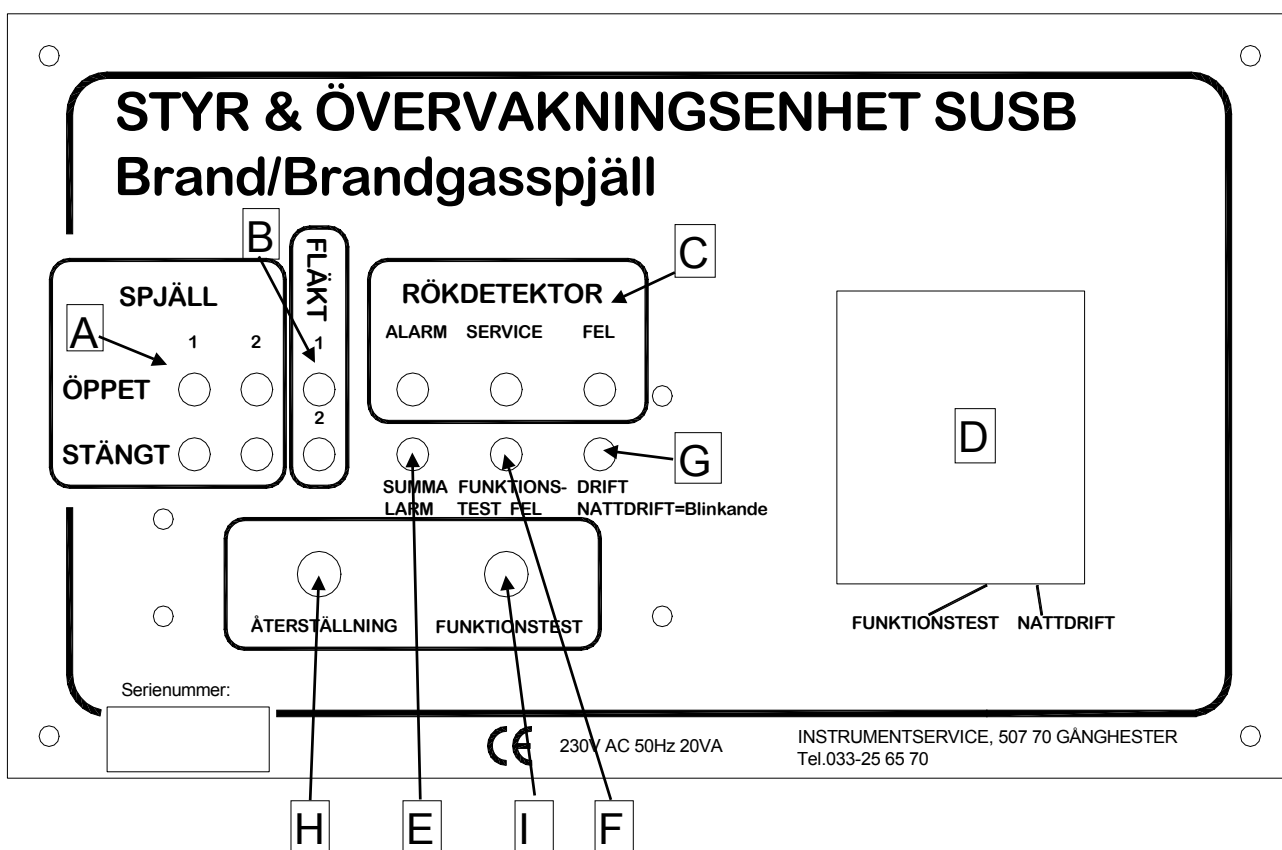 STYR & ÖVERVAKNINGSENHET SUSB
Brand/Brandgasspjäll
B
FLÄKT
C
SPJÄLL
RÖKDETEKTOR
A
1 2
1
ALARM SERVICE FEL
ÖPPET
2
D
STÄNGT
G
SUMMA LARM
FUNKTIONS-
TEST FEL
DRIFT
NATTDRIFT=Blinkande
ÅTERSTÄLLNING FUNKTIONSTEST
FUNKTIONSTEST NATTDRIFT
Serienummer:
CE
230V AC 50Hz 20VA
INSTRUMENTSERVICE, 507 70 GÅNGHESTER
Tel.033-25 65 70
H E I F